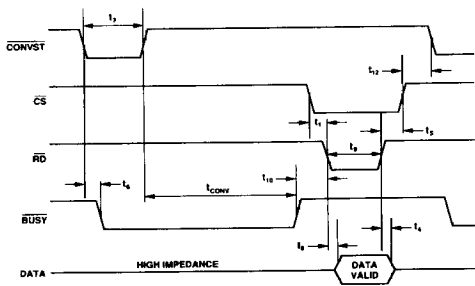 t₃
CONVST
t₁₂
CS
t₁
t₅
t₉
RD
t₁₀
t₆
tCONV
BUSY
t₈
t₄
HIGH IMPEDANCE
DATA
DATA
VALID